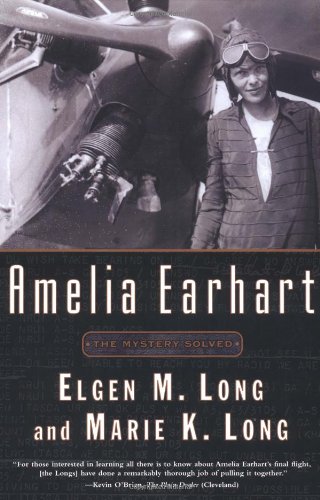 Amelia Earhart
• THE MYSTERY SOLVED •
ELGEN M. LONG
AND MARIE K. LONG
"For those interested in learning all there is to know about Amelia Earhart's final flight,
[the Longs] have done a remarkably thorough job of pulling it together."
—Kevin O'Brian, The Plain Dealer (Cleveland)